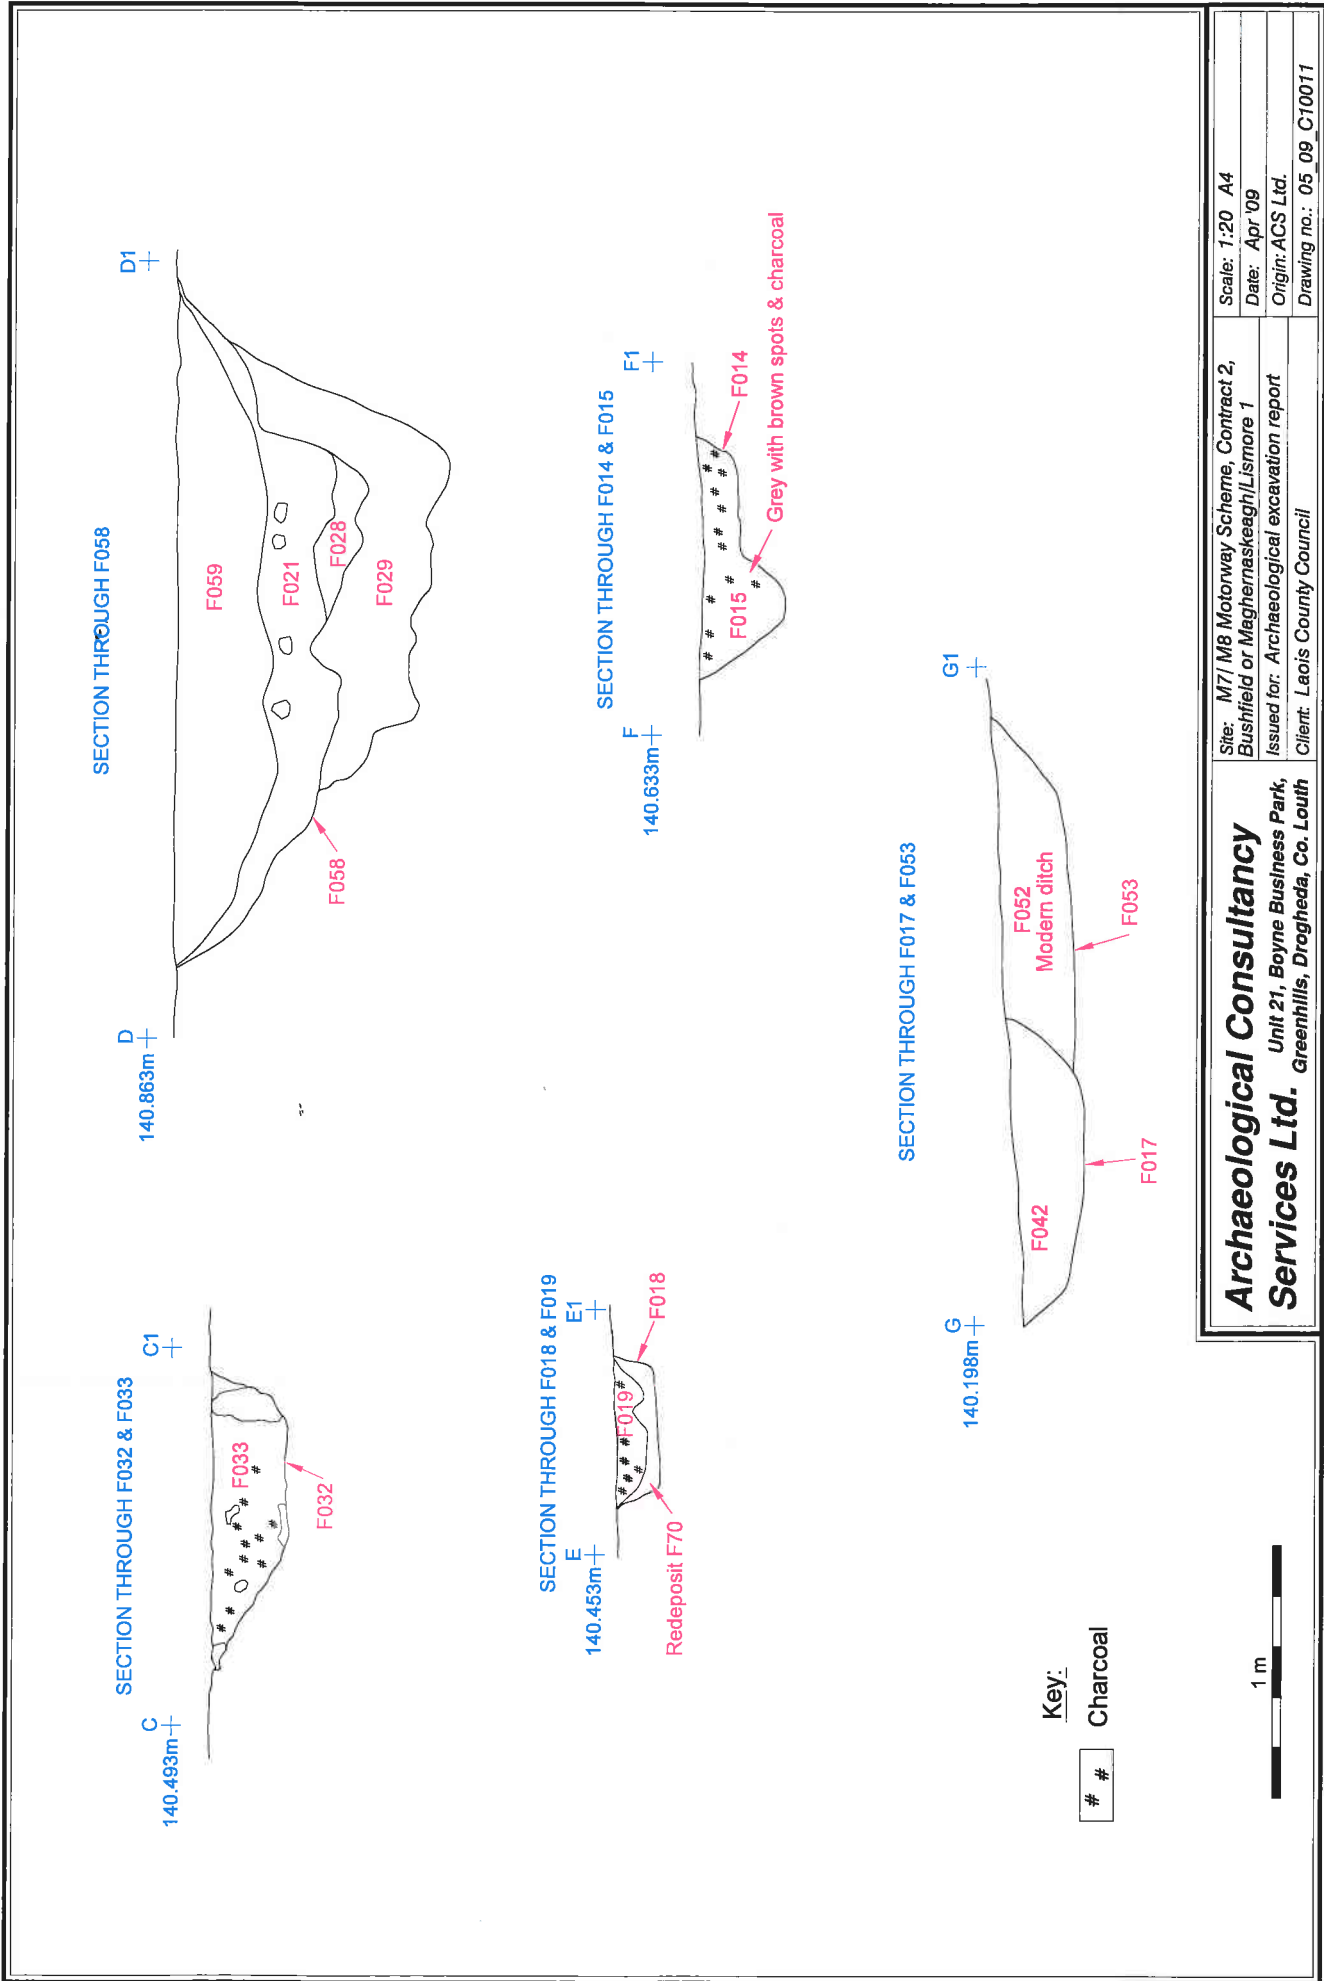 SECTION THROUGH F032 & F033
C
140.493m
C1
F033
F032
SECTION THROUGH F058
D
140.863m
D1
F059
F021
F028
F029
F058
SECTION THROUGH F018 & F019
E
140.453m
E1
F019
F018
Redeposit F70
SECTION THROUGH F014 & F015
F
140.633m
F1
F015
F014
Grey with brown spots & charcoal
SECTION THROUGH F017 & F053
G
140.198m
G1
F042
F052
Modern ditch
F017
F053
Key:
# # Charcoal
1 m
Archaeological Consultancy
Services Ltd. Unit 21, Boyne Business Park,
Greenhills, Drogheda, Co. Louth
Site: M7/ M8 Motorway Scheme, Contract 2,
Bushfield or Maghernaskeagh/Lismore 1
Issued for: Archaeological excavation report
Client: Laois County Council
Scale: 1:20 A4
Date: Apr '09
Origin: ACS Ltd.
Drawing no.: 05_09_C10011